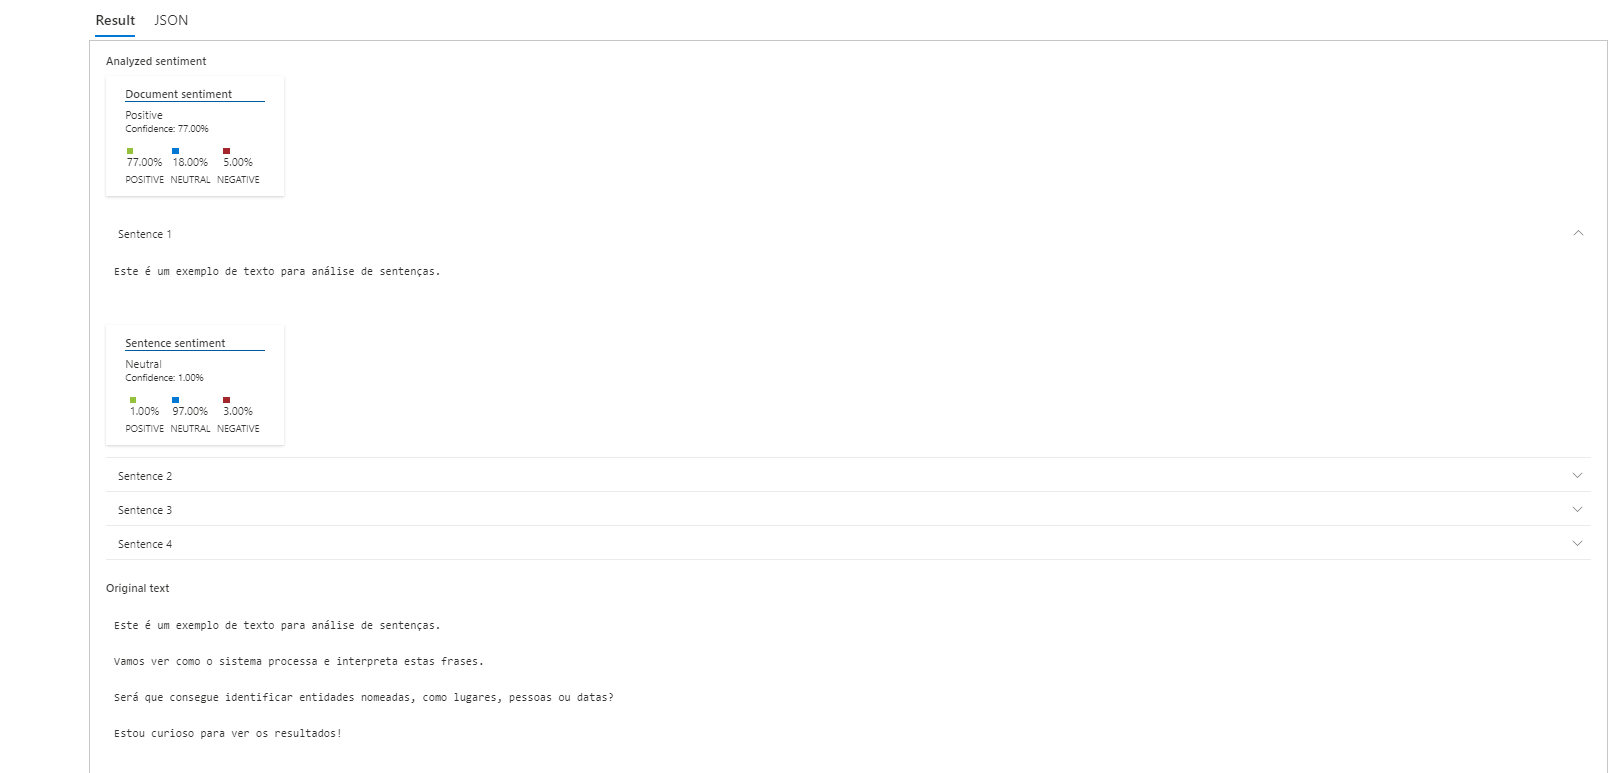 Result JSON
Analyzed sentiment
Document sentiment
Positive
Confidence: 77.00%
77.00% 18.00% 5.00%
POSITIVE NEUTRAL NEGATIVE
Sentence 1
Este é um exemplo de texto para análise de sentenças.
Sentence sentiment
Neutral
Confidence: 1.00%
1.00% 97.00% 3.00%
POSITIVE NEUTRAL NEGATIVE
Sentence 2
Sentence 3
Sentence 4
Original text
Este é um exemplo de texto para análise de sentenças.
Vamos ver como o sistema processa e interpreta estas frases.
Será que consegue identificar entidades nomeadas, como lugares, pessoas ou datas?
Estou curioso para ver os resultados!